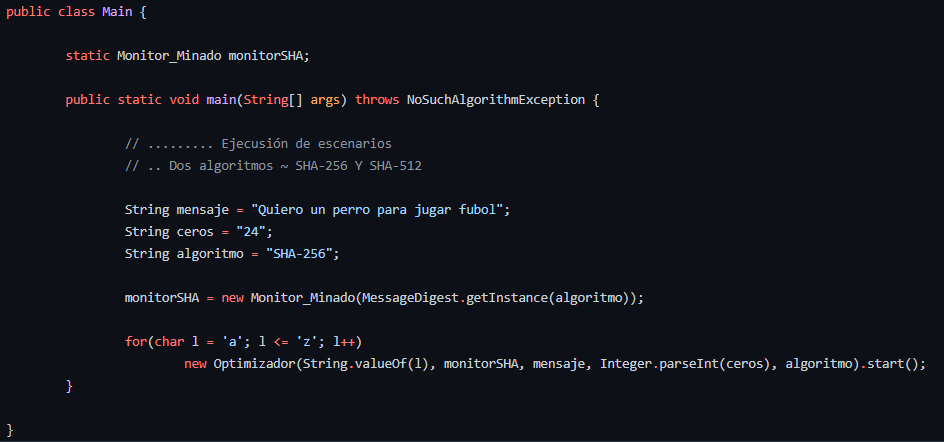 public class Main {
static Monitor_Minado monitorSHA;
public static void main(String[] args) throws NoSuchAlgorithmException {
// ......... Ejecusión de escenarios
// .. Dos algoritmos ~ SHA-256 Y SHA-512
String mensaje = "Quiero un perro para jugar fubol";
String ceros = "24";
String algoritmo = "SHA-256";
monitorSHA = new Monitor_Minado(MessageDigest.getInstance(algoritmo));
for(char l = 'a'; l <= 'z'; l++)
new Optimizador(String.valueOf(l), monitorSHA, mensaje, Integer.parseInt(ceros), algoritmo).start();
}
}